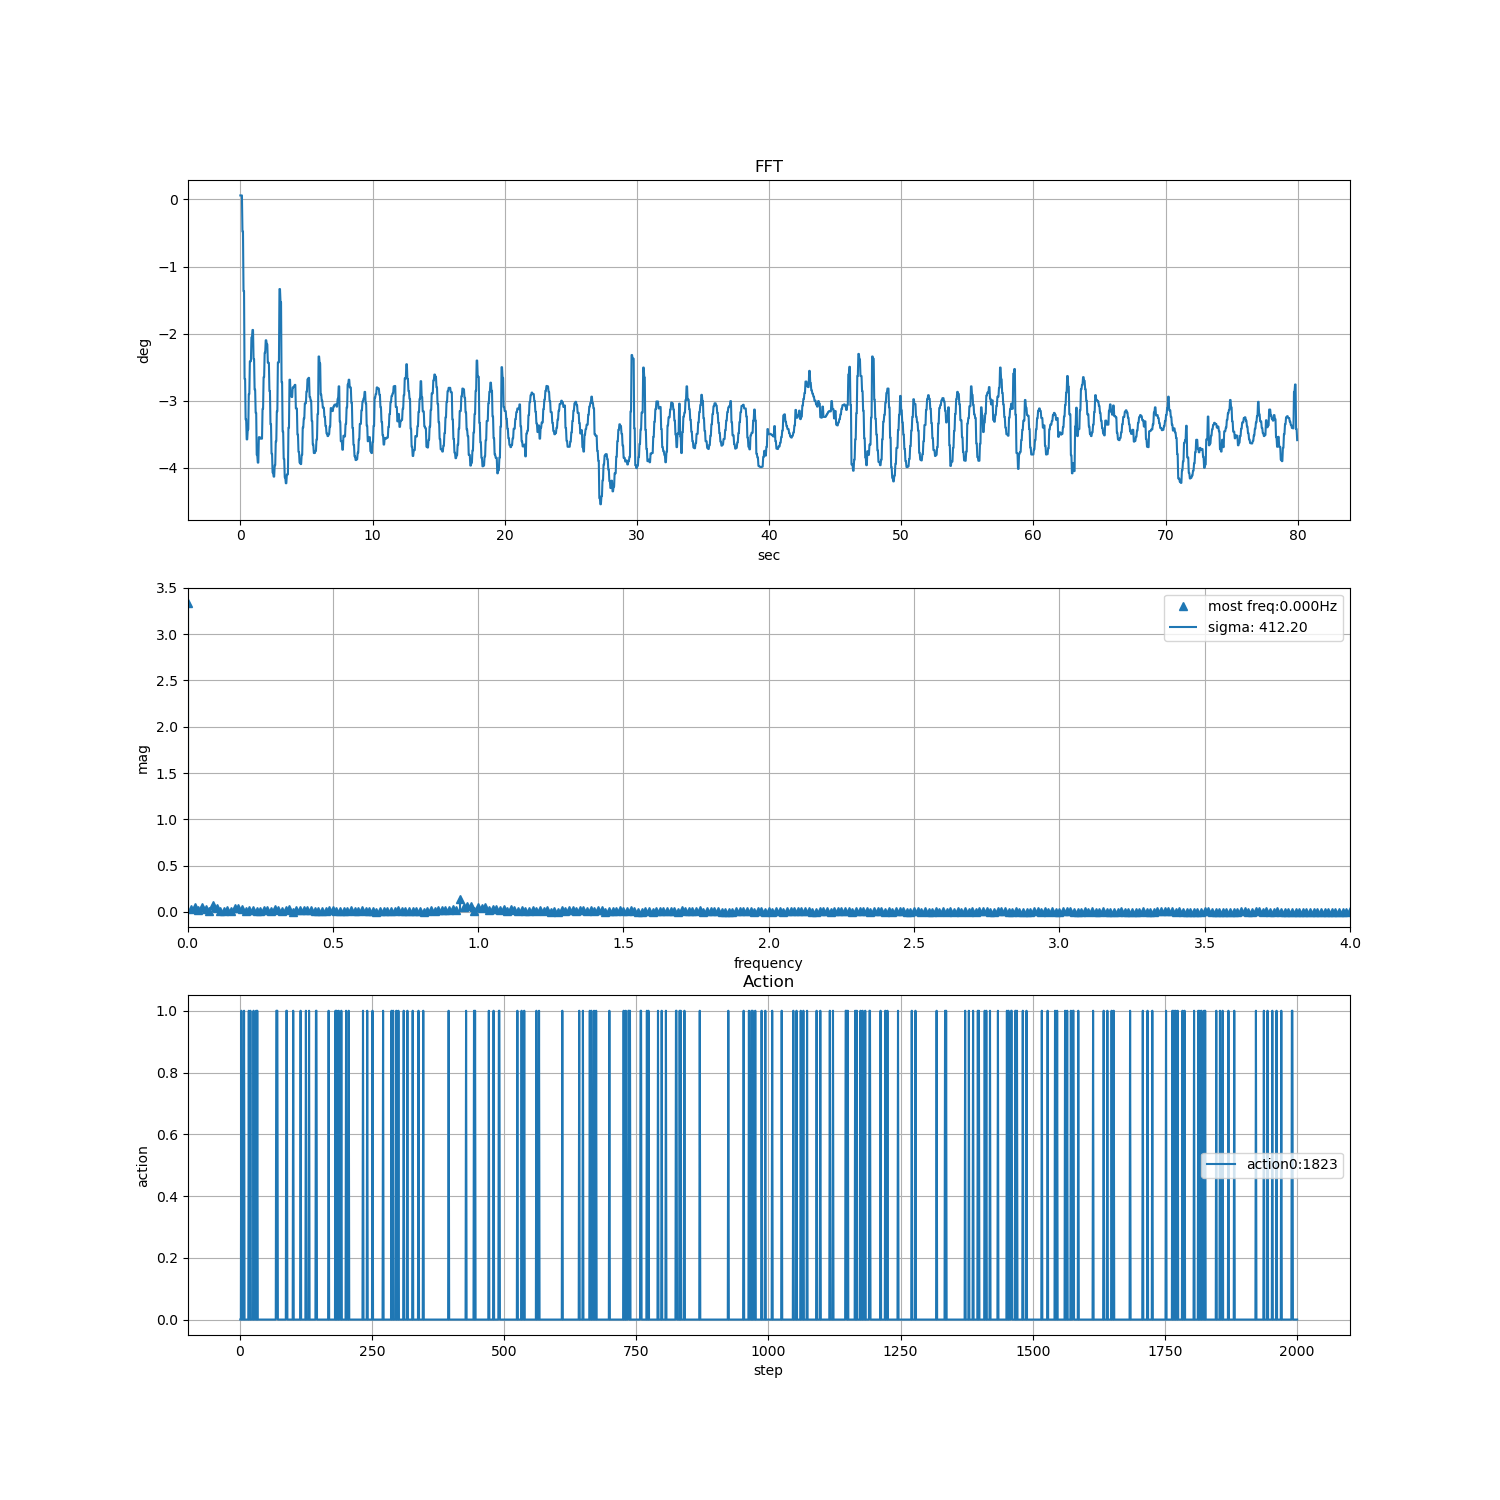 FFT
0
−1
−2
−3
−4
deg
0 10 20 30 40 50 60 70 80
sec
3.5
3.0
2.5
2.0
1.5
1.0
0.5
0.0
mag
most freq:0.000Hz
sigma: 412.20
0.0 0.5 1.0 1.5 2.0 2.5 3.0 3.5 4.0
frequency
Action
1.0
0.8
0.6
0.4
0.2
0.0
action
action0:1823
0 250 500 750 1000 1250 1500 1750 2000
step